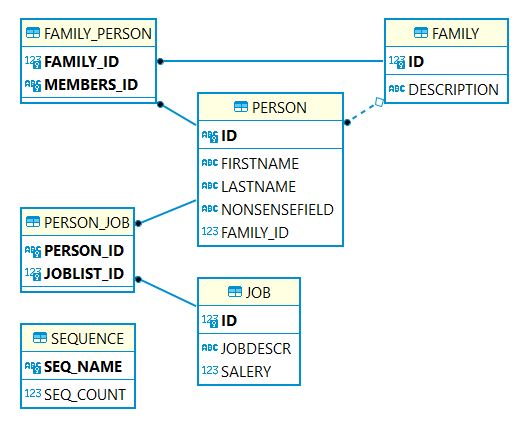 FAMILY_PERSON
123 FAMILY_ID
ABC MEMBERS_ID
FAMILY
123 ID
ABC DESCRIPTION
PERSON
ABC ID
ABC FIRSTNAME
ABC LASTNAME
ABC NONSENSEFIELD
123 FAMILY_ID
PERSON_JOB
ABC PERSON_ID
123 JOBLIST_ID
JOB
123 ID
ABC JOBDESCR
123 SALERY
SEQUENCE
ABC SEQ_NAME
123 SEQ_COUNT